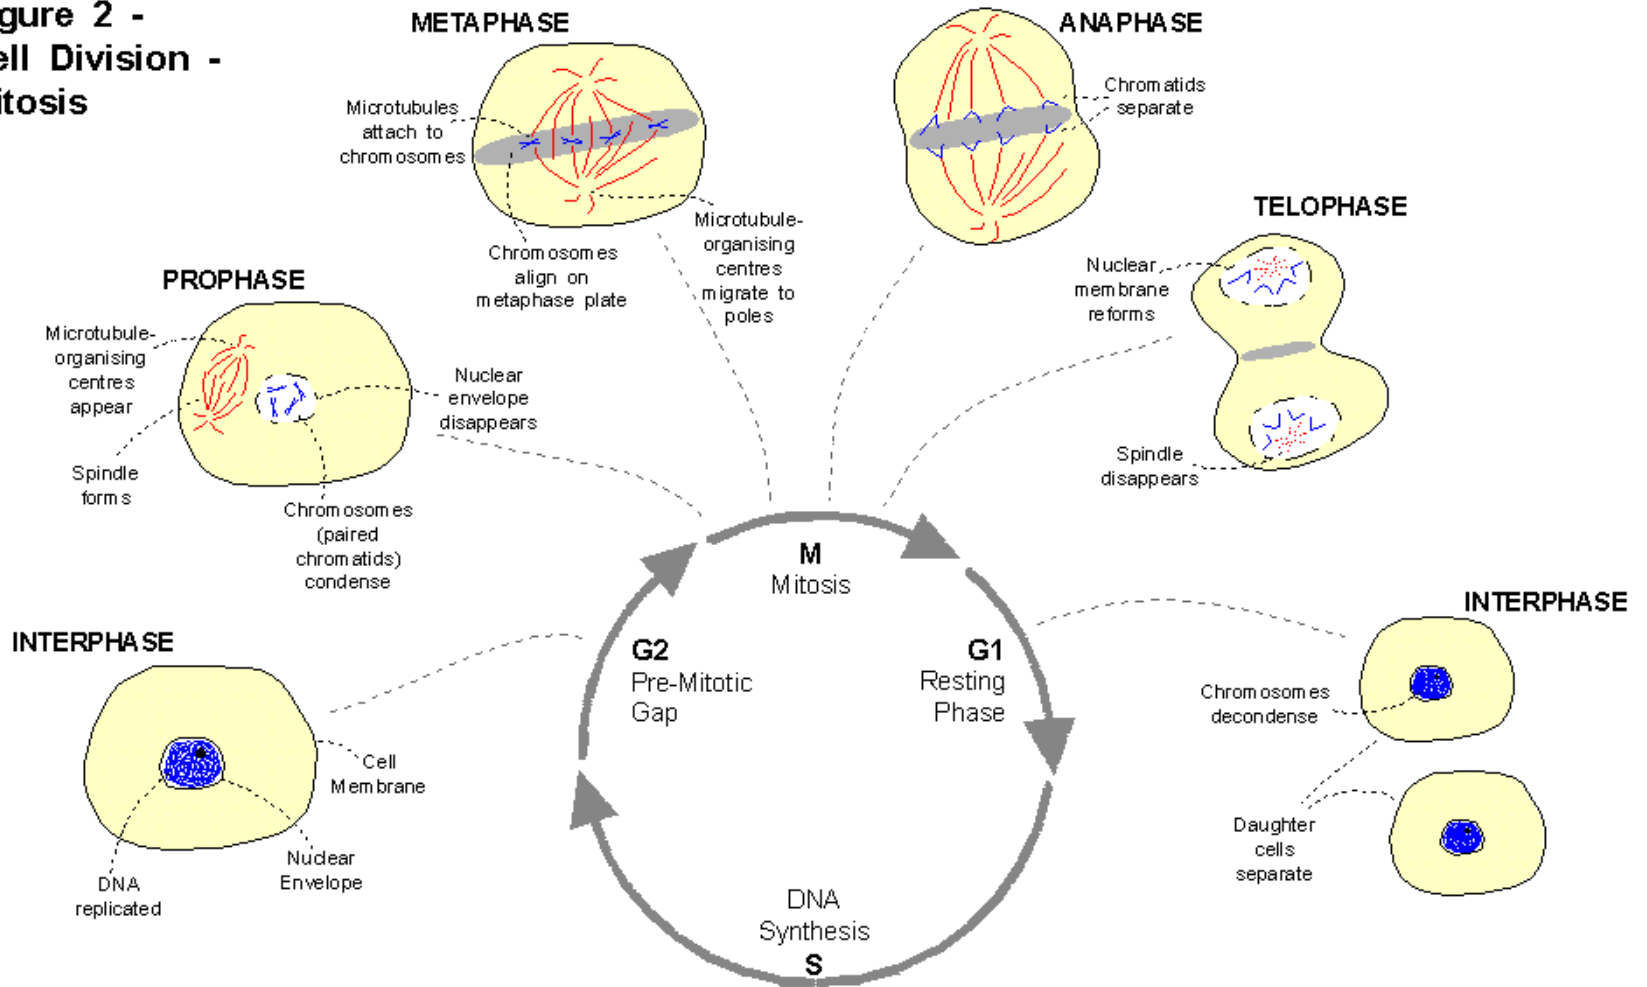 gure 2 -
ell Division -
itosis
METAPHASE
Microtubules
attach to
chromosomes
Chromosomes
align on
metaphase plate
Microtubule-
organising
centres
migrate to
poles
ANAPHASE
Chromatids
separate
TELOPHASE
Nuclear
membrane
reforms
Spindle
disappears
PROPHASE
Microtubule-
organising
centres
appear
Spindle
forms
Nuclear
envelope
disappears
Chromosomes
(paired
chromatids)
condense
INTERPHASE
Cell
Membrane
Nuclear
Envelope
DNA
replicated
M
Mitosis
G2
Pre-Mitotic
Gap
G1
Resting
Phase
DNA
Synthesis
S
INTERPHASE
Chromosomes
decondense
Daughter
cells
separate